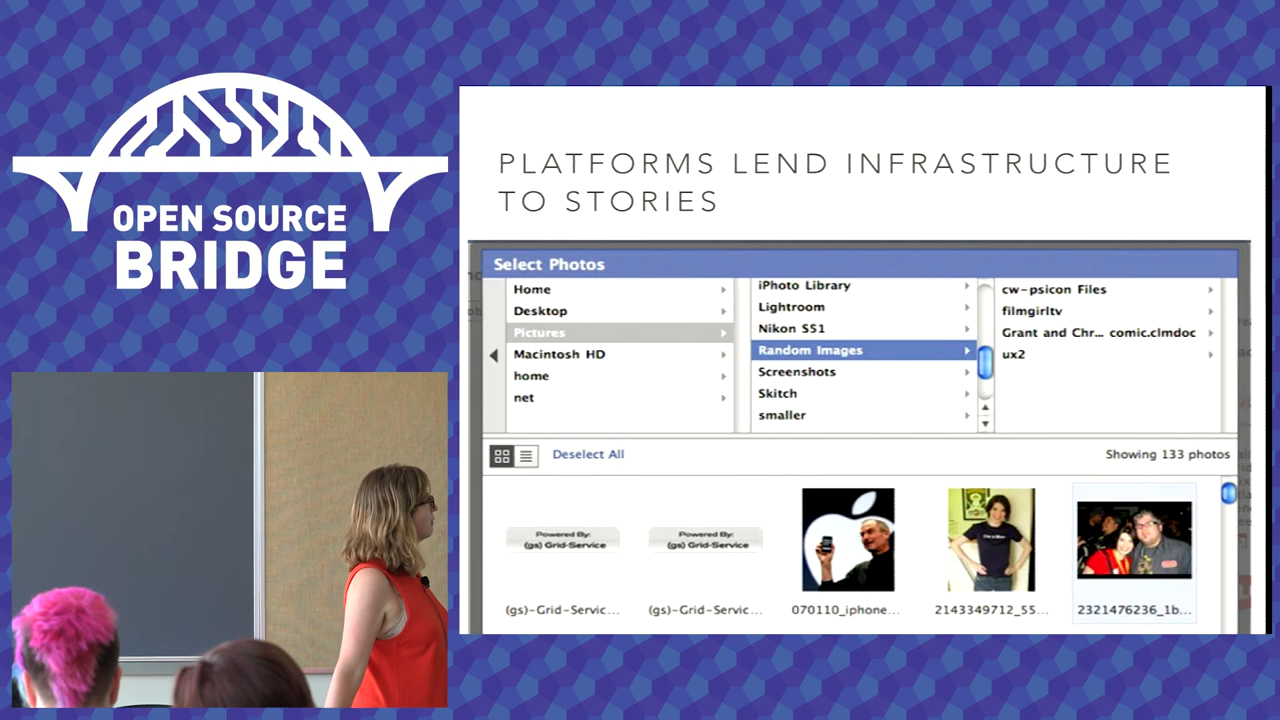 OPEN SOURCE
BRIDGE
PLATFORMS LEND INFRASTRUCTURE
TO STORIES
Select Photos
Home
Desktop
Pictures
Macintosh HD
home
net
iPhoto Library
Lightroom
Nikon S51
Random Images
Screenshots
Skitch
smaller
cw-psicon Files
filmgirltv
Grant and Chr... comic.clmdoc
ux2
Deselect All
Showing 133 photos
Powered By:
(gs) Grid-Service
Powered By:
(gs) Grid-Service
(gs)-Grid-Servic...
(gs)-Grid-Servic...
070110_iphone...
2143349712_55...
2321476236_1b...